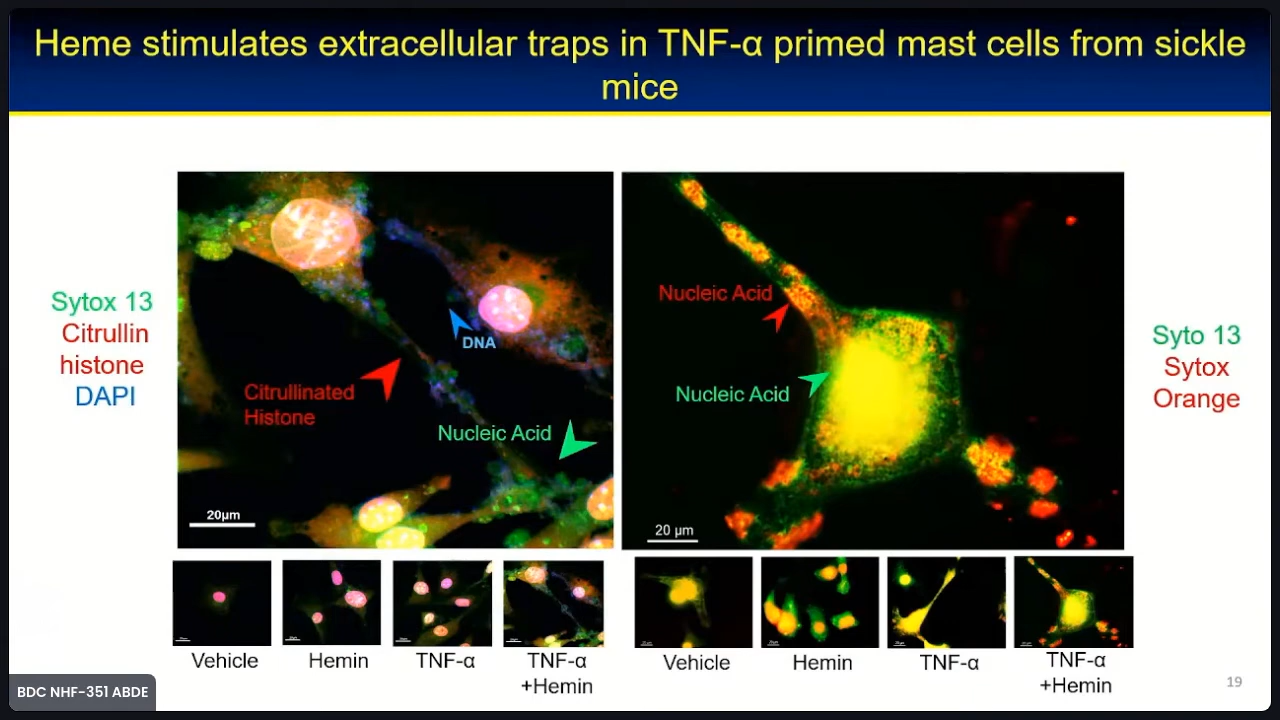 Heme stimulates extracellular traps in TNF-α primed mast cells from sickle
mice
Sytox 13
Citrullin
histone
DAPI
DNA
Citrullinated
Histone
Nucleic Acid
20μm
Nucleic Acid
Nucleic Acid
20 μm
Syto 13
Sytox
Orange
Vehicle
Hemin
TNF-α
TNF-α
+Hemin
Vehicle
Hemin
TNF-α
TNF-α
+Hemin
BDC NHF-351 ABDE
19